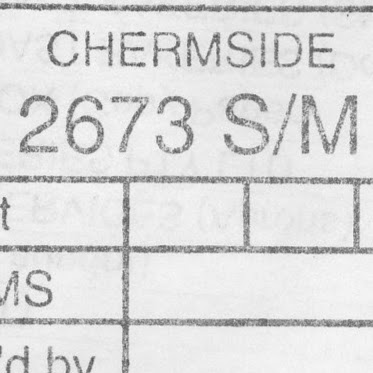 CHERMSIDE
2673 S/M
t
MS
'd by